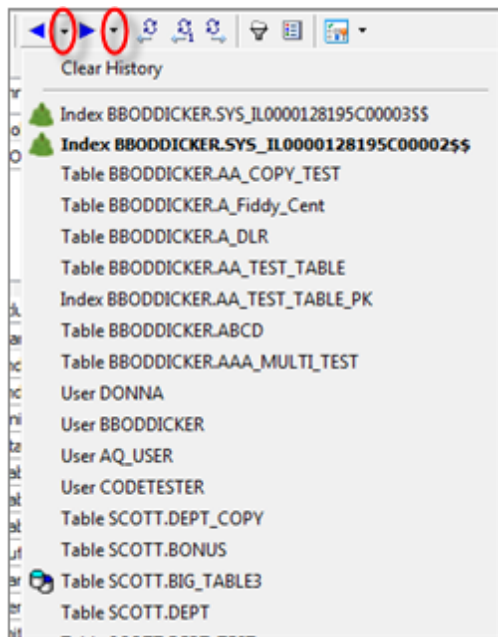 Clear History
Index BBODDICKER.SYS_IL0000128195C00003$$
Index BBODDICKER.SYS_IL0000128195C00002$$
Table BBODDICKER.AA_COPY_TEST
Table BBODDICKER.A_Fiddy_Cent
Table BBODDICKER.A_DLR
Table BBODDICKER.AA_TEST_TABLE
Index BBODDICKER.AA_TEST_TABLE_PK
Table BBODDICKER.ABCD
Table BBODDICKER.AAA_MULTI_TEST
User DONNA
User BBODDICKER
User AQ_USER
User CODETESTER
Table SCOTT.DEPT_COPY
Table SCOTT.BONUS
Table SCOTT.BIG_TABLE3
Table SCOTT.DEPT